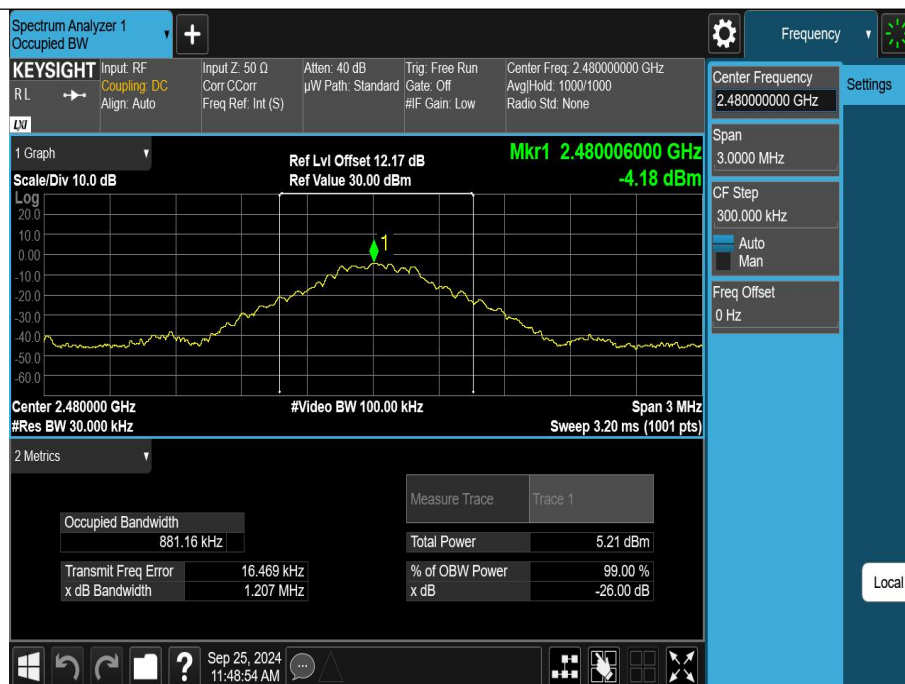 Spectrum Analyzer 1
Occupied BW
+
Frequency
KEYSIGHT
RL
LXI
Input: RF
Coupling: DC
Align: Auto
Input Z: 50 Ω
Corr CCorr
Freq Ref: Int (S)
Atten: 40 dB
µW Path: Standard
Trig: Free Run
Gate: Off
#IF Gain: Low
Center Freq: 2.480000000 GHz
Avg|Hold: 1000/1000
Radio Std: None
Center Frequency
2.480000000 GHz
Settings
Span
3.0000 MHz
CF Step
300.000 kHz
Auto
Man
Freq Offset
0 Hz
Local
1 Graph
Scale/Div 10.0 dB
Ref Lvl Offset 12.17 dB
Ref Value 30.00 dBm
Mkr1 2.480006000 GHz
-4.18 dBm
Log
20.0
10.0
0.00
-10.0
-20.0
-30.0
-40.0
-50.0
-60.0
1
Center 2.480000 GHz
#Res BW 30.000 kHz
#Video BW 100.00 kHz
Span 3 MHz
Sweep 3.20 ms (1001 pts)
2 Metrics
Measure Trace Trace 1
Occupied Bandwidth
881.16 kHz
Total Power 5.21 dBm
Transmit Freq Error 16.469 kHz
% of OBW Power 99.00 %
x dB Bandwidth 1.207 MHz
x dB -26.00 dB
?
Sep 25, 2024
11:48:54 AM